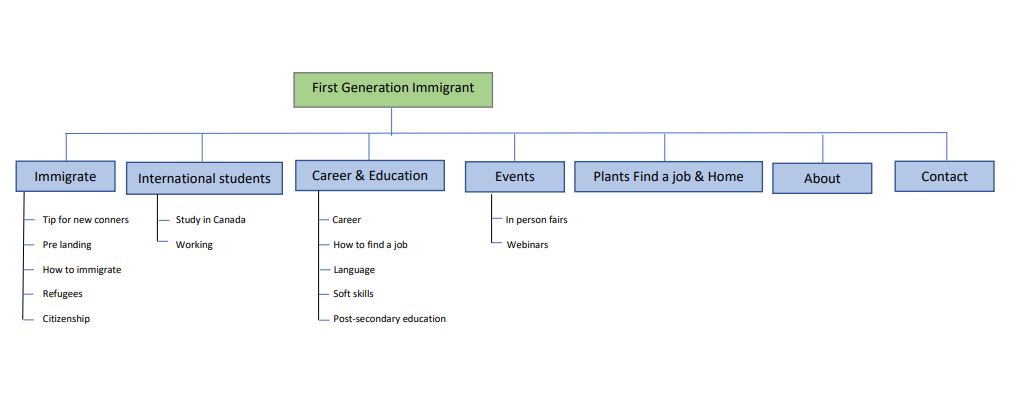 First Generation Immigrant
Immigrate
International students
Career & Education
Events
Plants Find a job & Home
About
Contact
Tip for new conners
Pre landing
How to immigrate
Refugees
Citizenship
Study in Canada
Working
Career
How to find a job
Language
Soft skills
Post-secondary education
In person fairs
Webinars